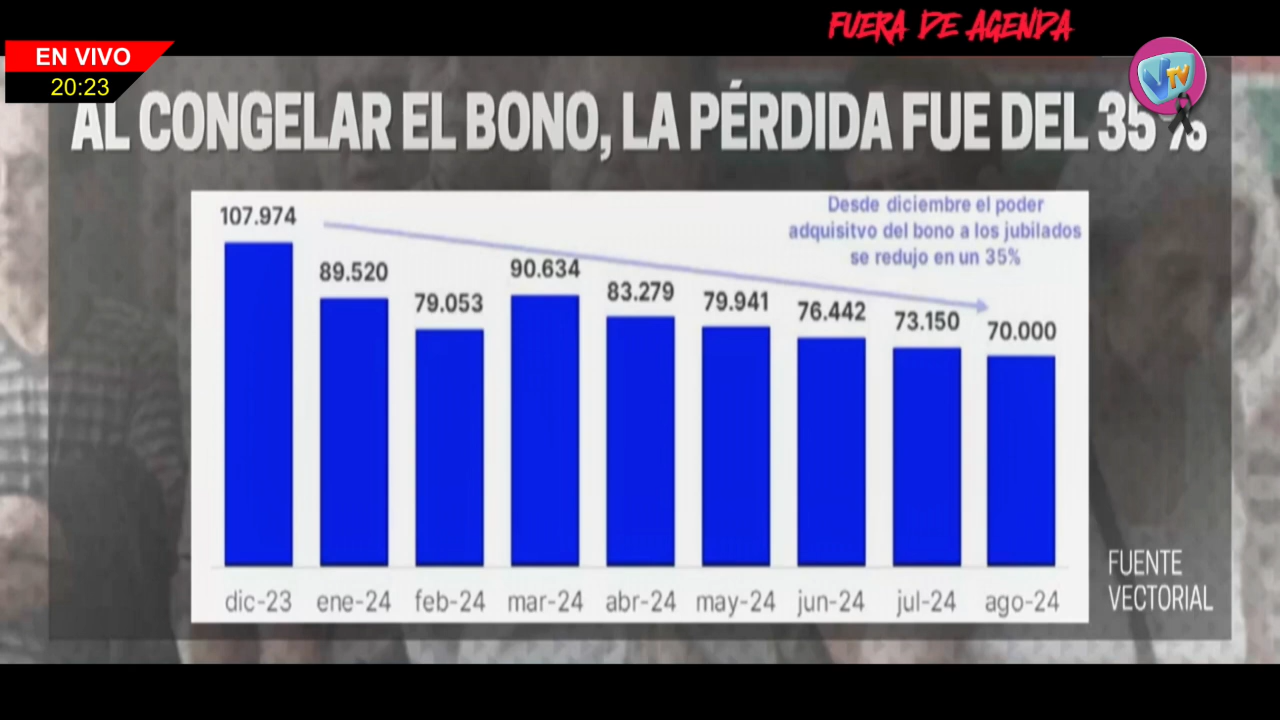 FUERA DE AGENDA
EN VIVO
20:23
VTV
AL CONGELAR EL BONO, LA PÉRDIDA FUE DEL 35%
Desde diciembre el poder
adquisitvo del bono a los jubilados
se redujo en un 35%
107.974
89.520
79.053
90.634
83.279
79.941
76.442
73.150
70.000
dic-23 ene-24 feb-24 mar-24 abr-24 may-24 jun-24 jul-24 ago-24
FUENTE
VECTORIAL